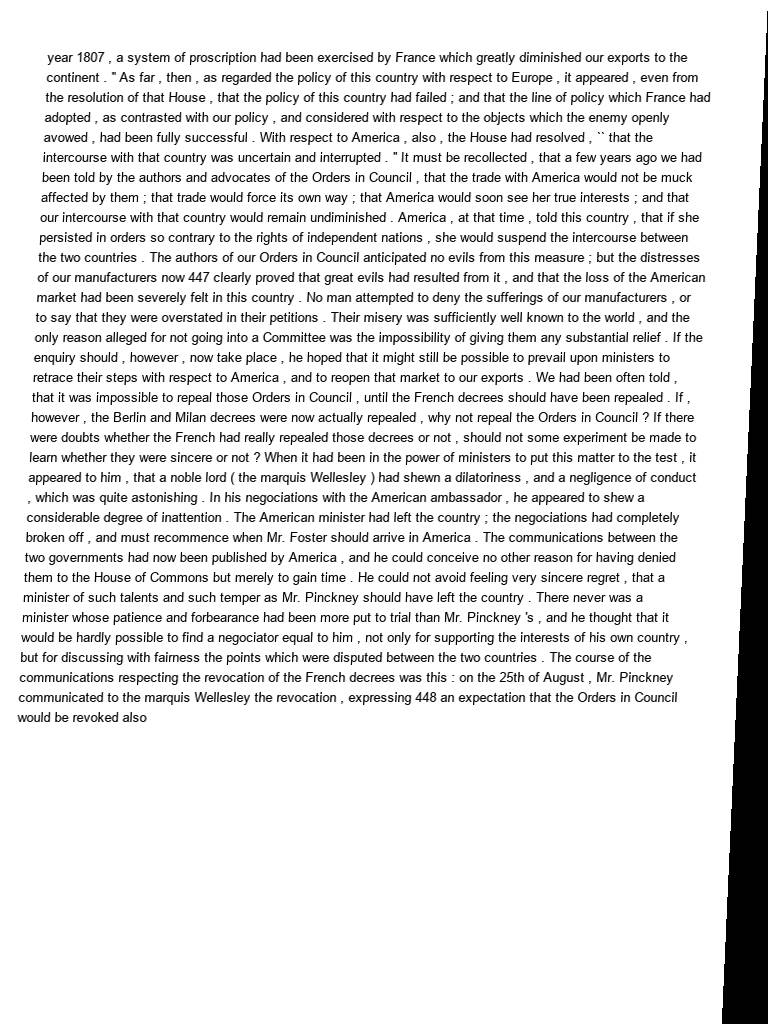 year 1807 , a system of proscription had been exercised by France which greatly diminished our exports to the
continent . " As far , then , as regarded the policy of this country with respect to Europe , it appeared , even from
the resolution of that House , that the policy of this country had failed ; and that the line of policy which France had
adopted , as contrasted with our policy , and considered with respect to the objects which the enemy openly
avowed , had been fully successful . With respect to America , also , the House had resolved , `` that the
intercourse with that country was uncertain and interrupted . " It must be recollected , that a few years ago we had
been told by the authors and advocates of the Orders in Council , that the trade with America would not be muck
affected by them ; that trade would force its own way ; that America would soon see her true interests ; and that
our intercourse with that country would remain undiminished . America , at that time , told this country , that if she
persisted in orders so contrary to the rights of independent nations , she would suspend the intercourse between
the two countries . The authors of our Orders in Council anticipated no evils from this measure ; but the distresses
of our manufacturers now 447 clearly proved that great evils had resulted from it , and that the loss of the American
market had been severely felt in this country . No man attempted to deny the sufferings of our manufacturers , or
to say that they were overstated in their petitions . Their misery was sufficiently well known to the world , and the
only reason alleged for not going into a Committee was the impossibility of giving them any substantial relief . If the
enquiry should , however , now take place , he hoped that it might still be possible to prevail upon ministers to
retrace their steps with respect to America , and to reopen that market to our exports . We had been often told ,
that it was impossible to repeal those Orders in Council , until the French decrees should have been repealed . If ,
however , the Berlin and Milan decrees were now actually repealed , why not repeal the Orders in Council ? If there
were doubts whether the French had really repealed those decrees or not , should not some experiment be made to
learn whether they were sincere or not ? When it had been in the power of ministers to put this matter to the test , it
appeared to him , that a noble lord ( the marquis Wellesley ) had shewn a dilatoriness , and a negligence of conduct
, which was quite astonishing . In his negociations with the American ambassador , he appeared to shew a
considerable degree of inattention . The American minister had left the country ; the negociations had completely
broken off , and must recommence when Mr. Foster should arrive in America . The communications between the
two governments had now been published by America , and he could conceive no other reason for having denied
them to the House of Commons but merely to gain time . He could not avoid feeling very sincere regret , that a
minister of such talents and such temper as Mr. Pinckney should have left the country . There never was a
minister whose patience and forbearance had been more put to trial than Mr. Pinckney 's , and he thought that it
would be hardly possible to find a negociator equal to him , not only for supporting the interests of his own country ,
but for discussing with fairness the points which were disputed between the two countries . The course of the
communications respecting the revocation of the French decrees was this : on the 25th of August , Mr. Pinckney
communicated to the marquis Wellesley the revocation , expressing 448 an expectation that the Orders in Council
would be revoked also